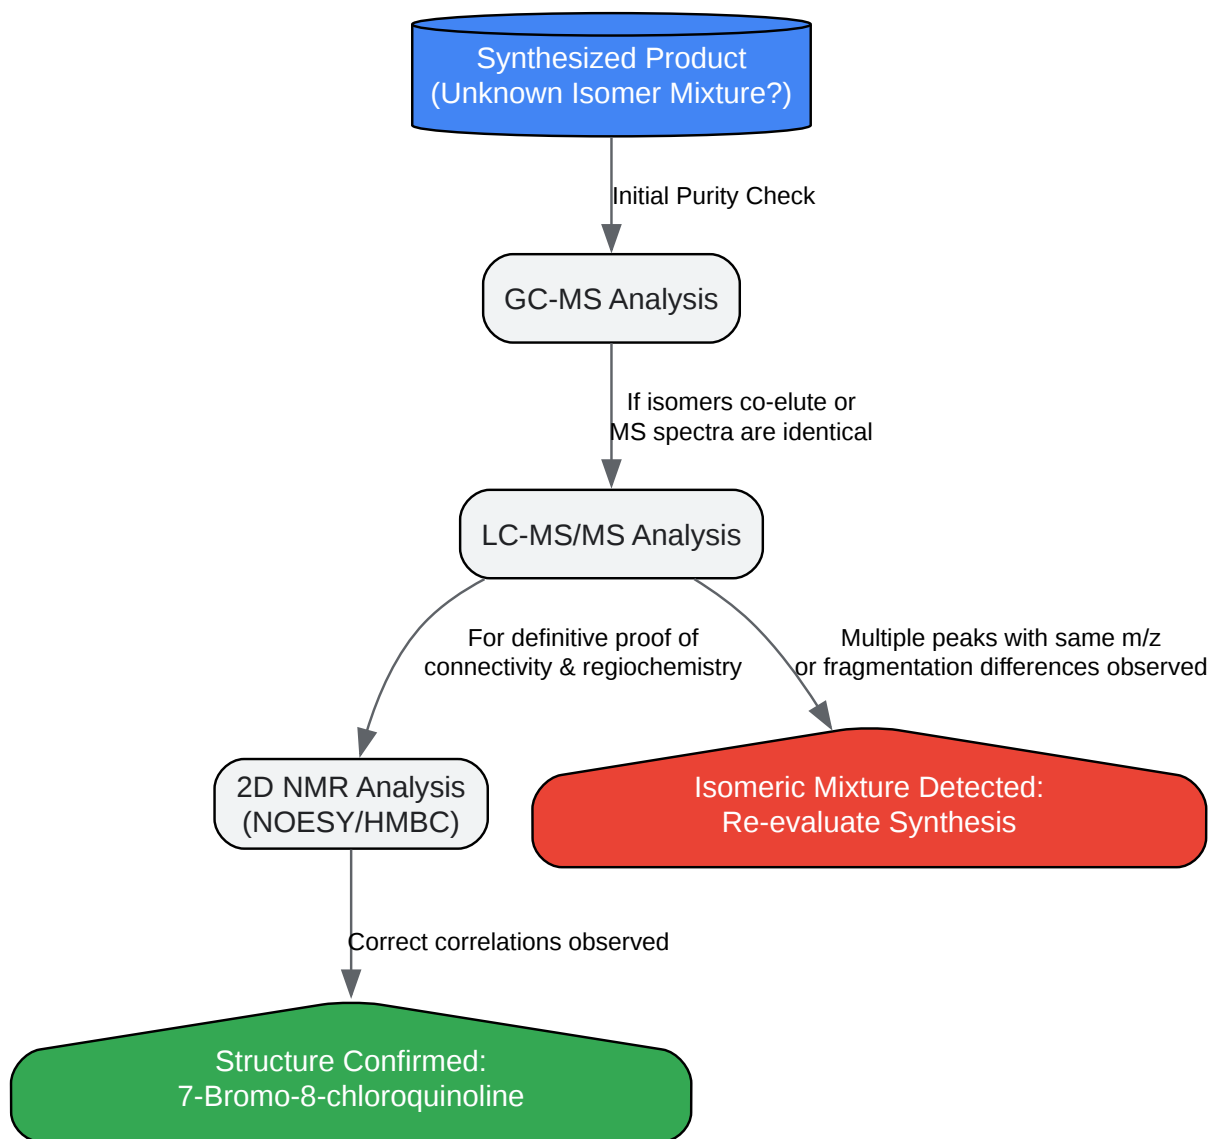 Synthesized Product
(Unknown Isomer Mixture?)
Initial Purity Check
GC-MS Analysis
If isomers co-elute or
MS spectra are identical
LC-MS/MS Analysis
For definitive proof of
connectivity & regiochemistry
Multiple peaks with same m/z
or fragmentation differences observed
2D NMR Analysis
(NOESY/HMBC)
Isomeric Mixture Detected:
Re-evaluate Synthesis
Correct correlations observed
Structure Confirmed:
7-Bromo-8-chloroquinoline